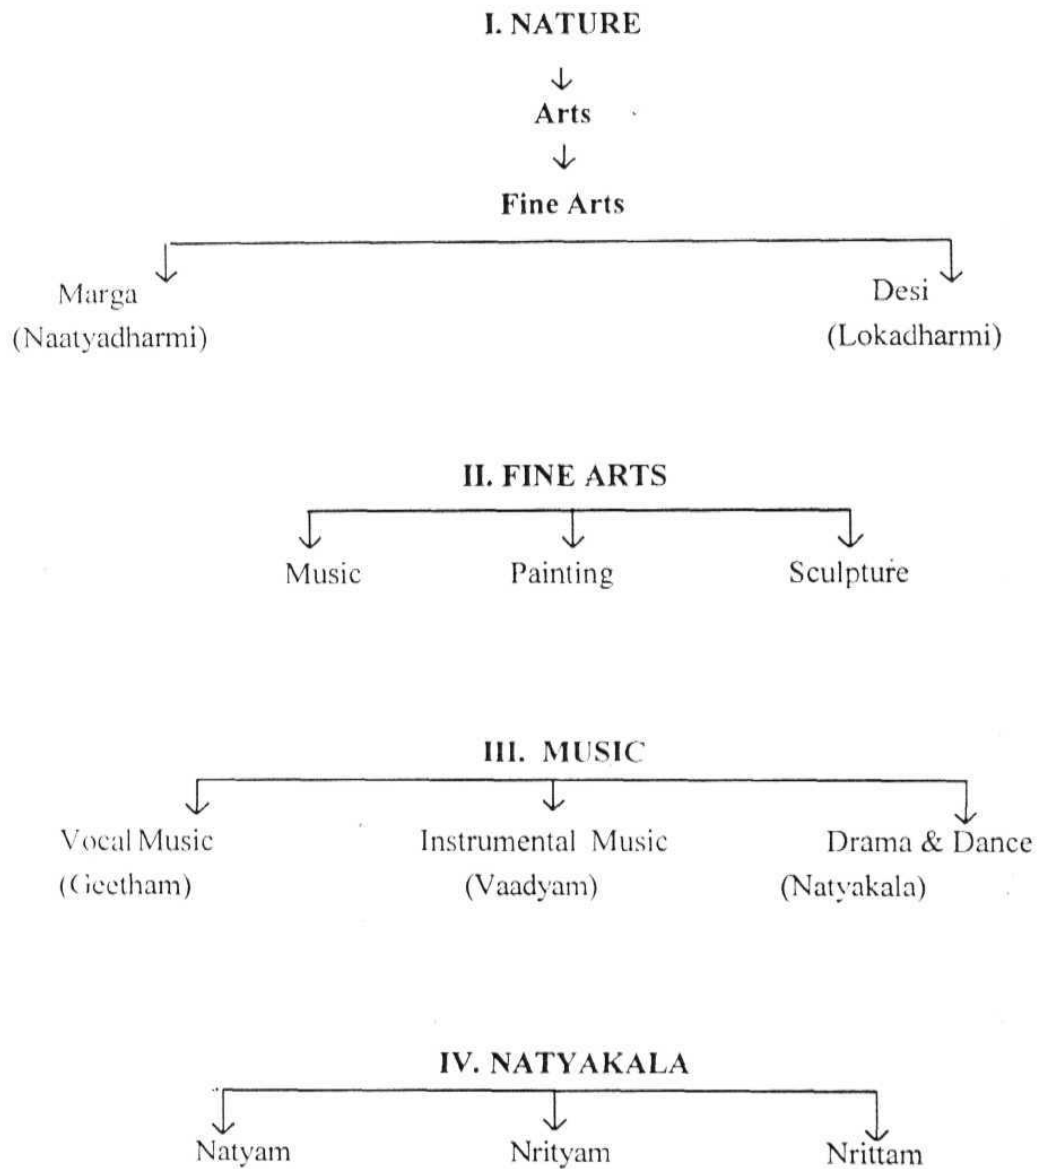 I. NATURE
Arts
Fine Arts
Marga Desi
(Naatyadharmi) (Lokadharmi)
II. FINE ARTS
Music Painting Sculpture
III. MUSIC
Vocal Music Instrumental Music Drama & Dance
(Geetham) (Vaadyam) (Natyakala)
IV. NATYAKALA
Natyam Nrityam Nrittam